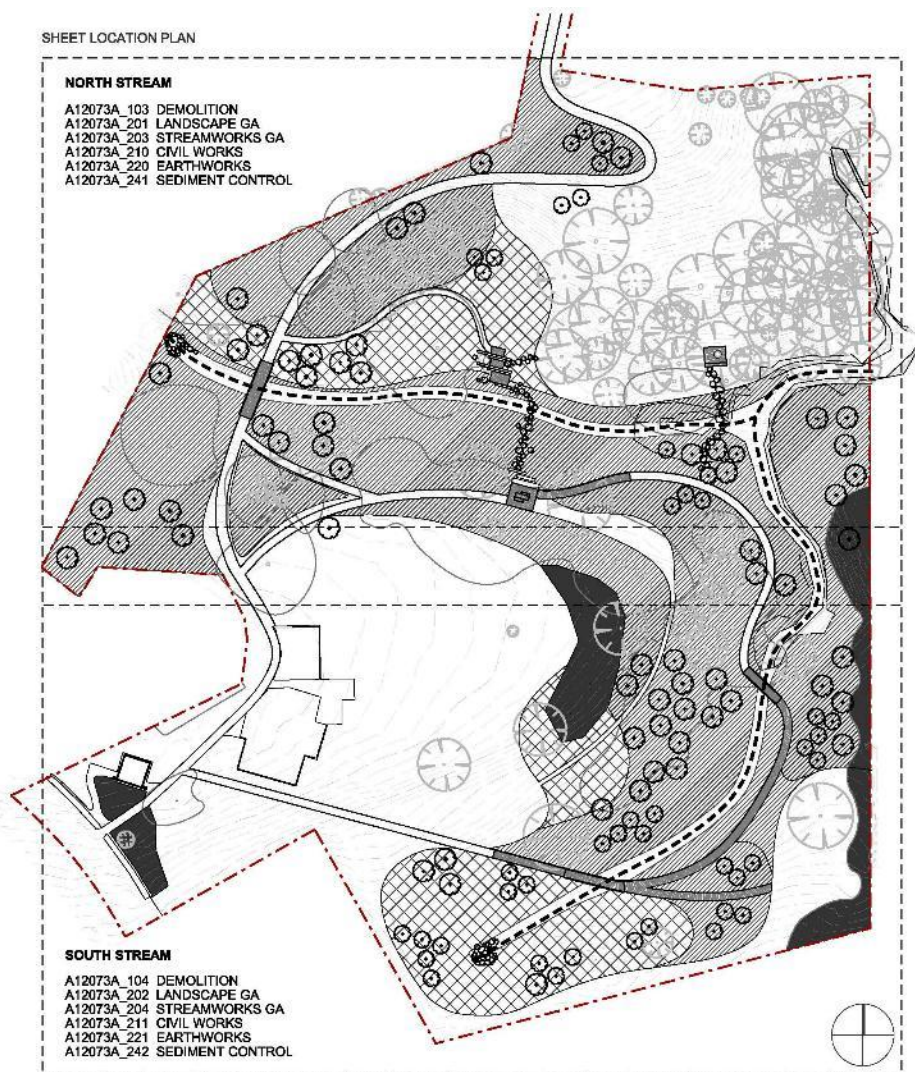 SHEET LOCATION PLAN
NORTH STREAM
A12073A_103 DEMOLITION
A12073A_201 LANDSCAPE GA
A12073A_203 STREAMWORKS GA
A12073A_210 CIVIL WORKS
A12073A_220 EARTHWORKS
A12073A_241 SEDIMENT CONTROL
SOUTH STREAM
A12073A_104 DEMOLITION
A12073A_202 LANDSCAPE GA
A12073A_204 STREAMWORKS GA
A12073A_211 CIVIL WORKS
A12073A_221 EARTHWORKS
A12073A_242 SEDIMENT CONTROL